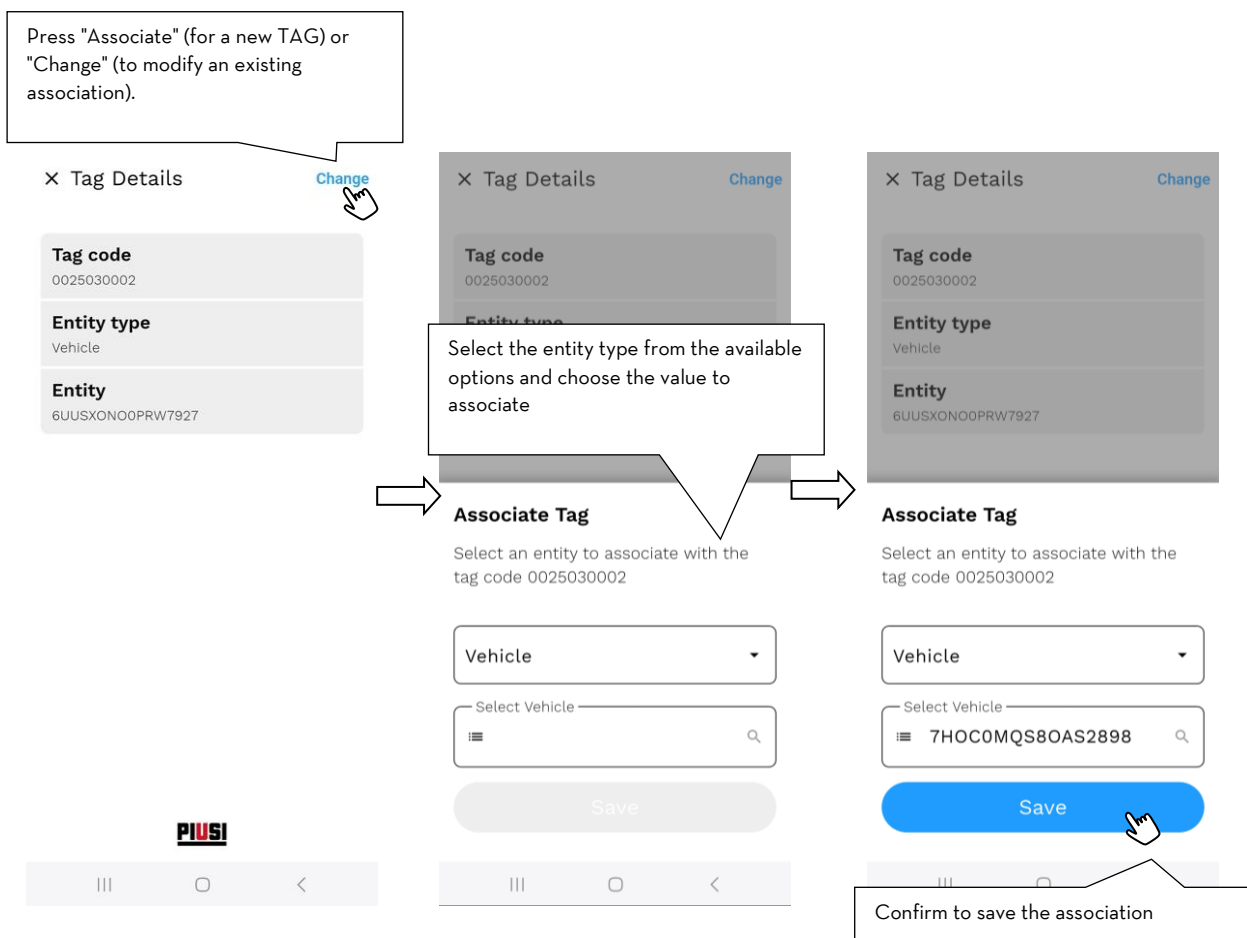 Press "Associate" (for a new TAG) or
"Change" (to modify an existing
association).
× Tag Details
Change
Tag code
0025030002
Entity type
Vehicle
Entity
6UUSXONO0PRW7927
PIUSI
× Tag Details
Change
Tag code
0025030002
Entity type
Select the entity type from the available
options and choose the value to
associate
Associate Tag
Select an entity to associate with the
tag code 0025030002
Vehicle
Select Vehicle
Save
× Tag Details
Change
Tag code
0025030002
Entity type
Vehicle
Entity
6UUSXONO0PRW7927
Associate Tag
Select an entity to associate with the
tag code 0025030002
Vehicle
Select Vehicle
7HOC0MQS8OAS2898
Save
Confirm to save the association